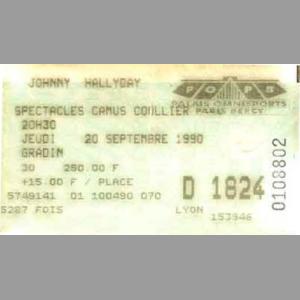 JOHNNY HALLYDAY
POPB
PALAIS OMNISPORTS
PARIS BERCY
SPECTACLES CAMUS COULLIER
20H30
JEUDI 20 SEPTEMBRE 1990
GRADIN
30 250.00 F
+15.00 F / PLACE
D 1824
5749141 01 100490 070
5287 FOIS LYON 153946
0108802